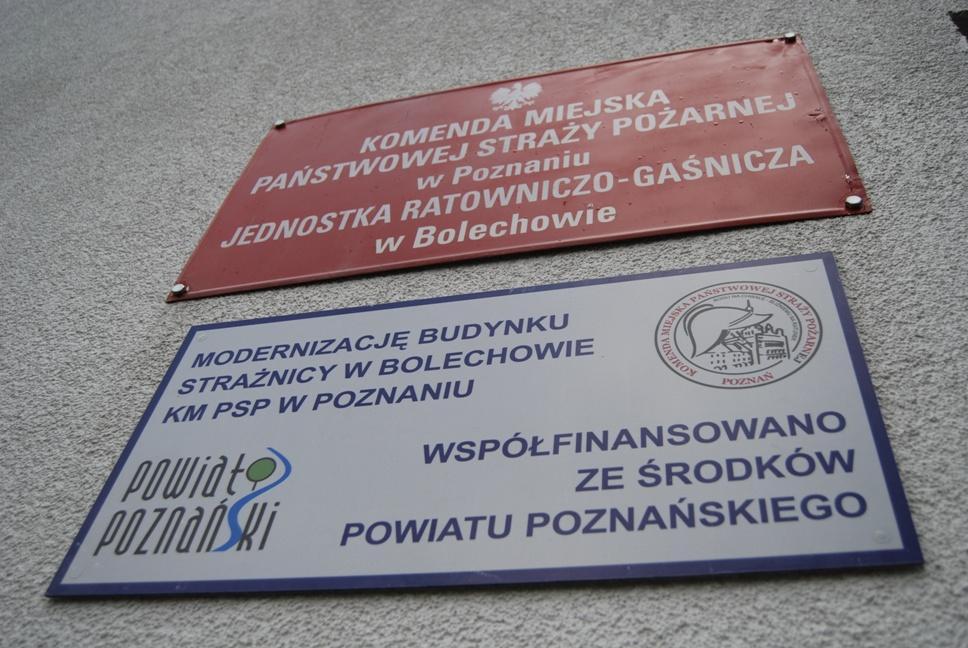 KOMENDA MIEJSKA
PAŃSTWOWEJ STRAŻY POŻARNEJ
w Poznaniu
JEDNOSTKA RATOWNICZO-GAŚNICZA
w Bolechowie
MODERNIZACJĘ BUDYNKU
STRAŻNICY W BOLECHOWIE
KM PSP W POZNANIU
KOMENDA MIEJSKA PAŃSTWOWEJ STRAŻY POŻARNEJ
POZNAŃ
WSPÓŁFINANSOWANO
ZE ŚRODKÓW
POWIATU POZNAŃSKIEGO
powiat
poznański